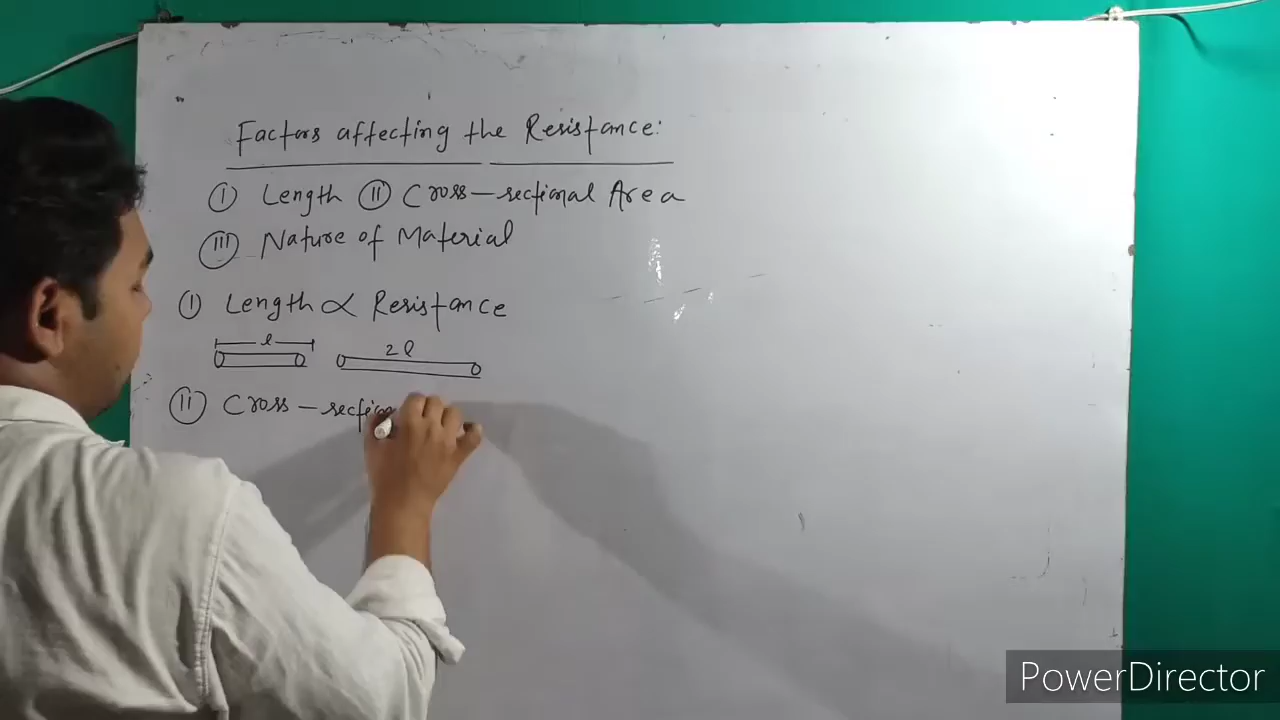 Factors affecting the Resistance:
I Length II Cross-sectional Area
III Nature of Material
I Length ∝ Resistance
l 2l
II Cross-section
PowerDirector